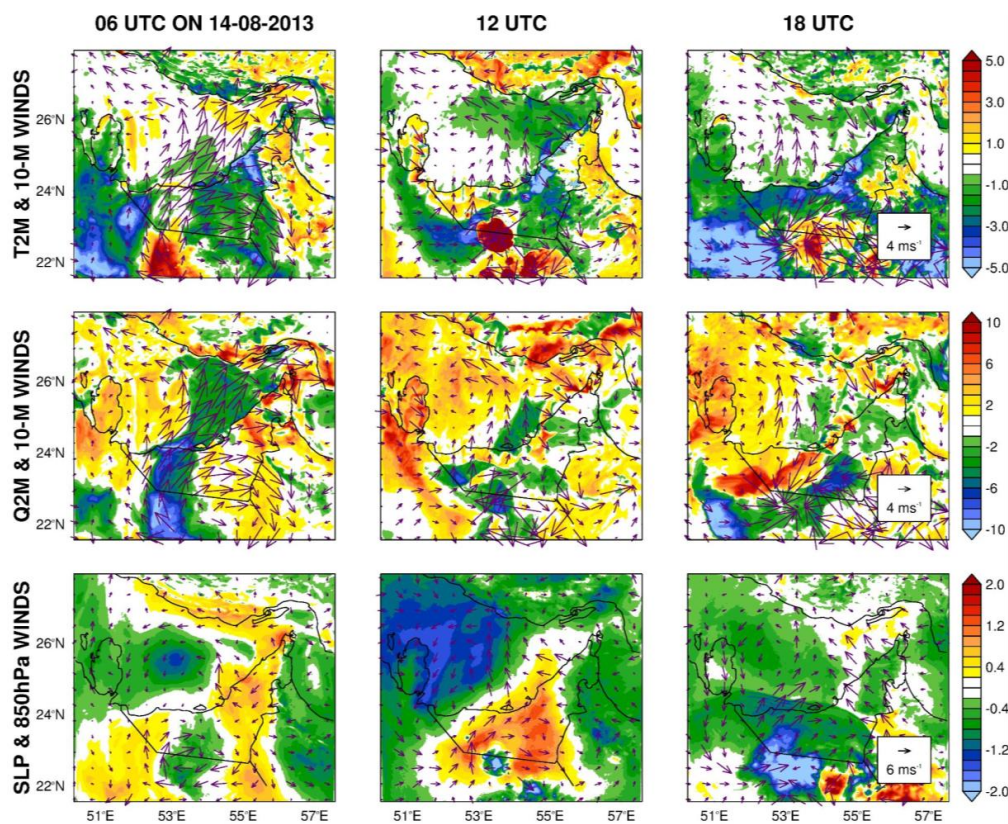 06 UTC ON 14-08-2013 12 UTC 18 UTC
T2M & 10-M WINDS
26°N
24°N
22°N
4 ms⁻¹
5.0
3.0
1.0
-1.0
-3.0
-5.0
Q2M & 10-M WINDS
26°N
24°N
22°N
4 ms⁻¹
10
6
2
-2
-6
-10
SLP & 850hPa WINDS
26°N
24°N
22°N
6 ms⁻¹
2.0
1.2
0.4
-0.4
-1.2
-2.0
51°E 53°E 55°E 57°E 51°E 53°E 55°E 57°E 51°E 53°E 55°E 57°E